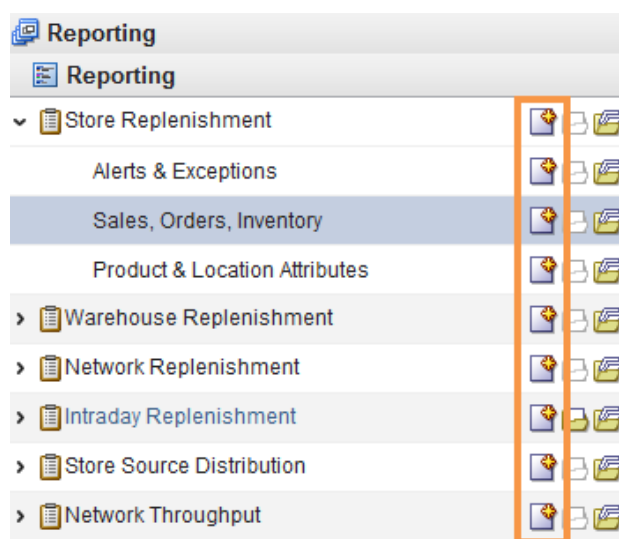 Reporting
Reporting
Store Replenishment
Alerts & Exceptions
Sales, Orders, Inventory
Product & Location Attributes
Warehouse Replenishment
Network Replenishment
Intraday Replenishment
Store Source Distribution
Network Throughput